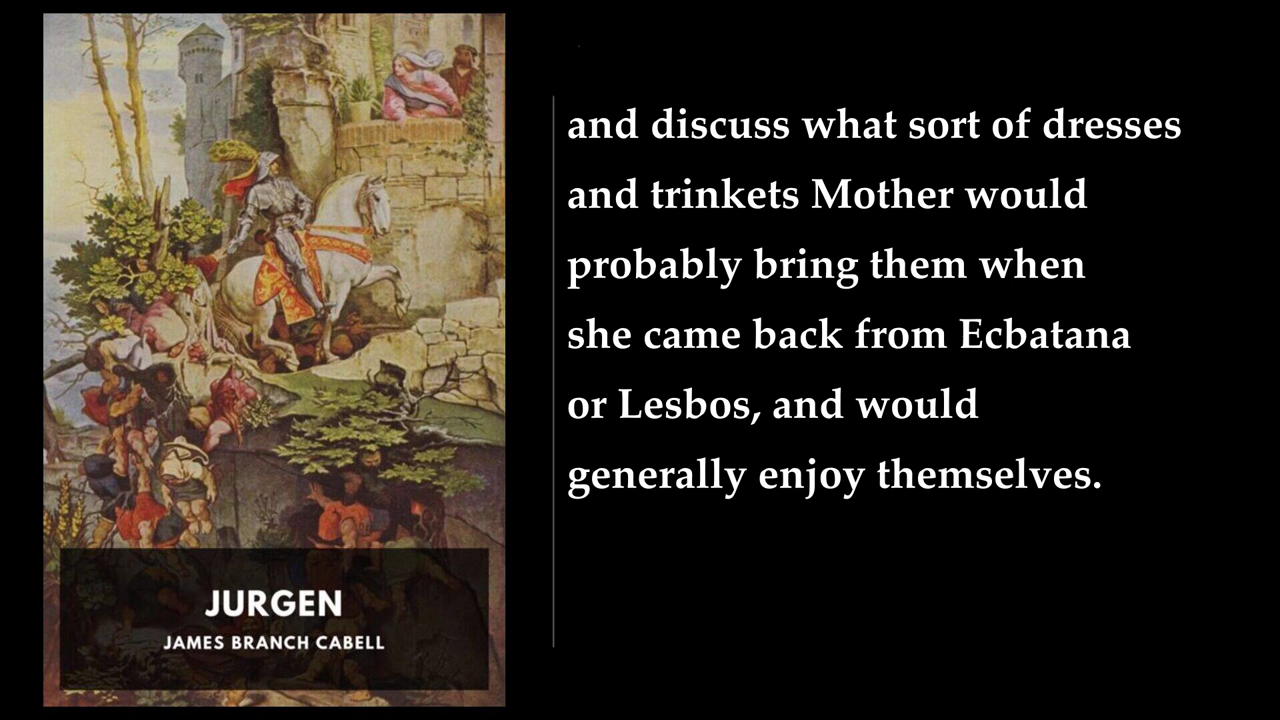 JURGEN
JAMES BRANCH CABELL
and discuss what sort of dresses
and trinkets Mother would
probably bring them when
she came back from Ecbatana
or Lesbos, and would
generally enjoy themselves.